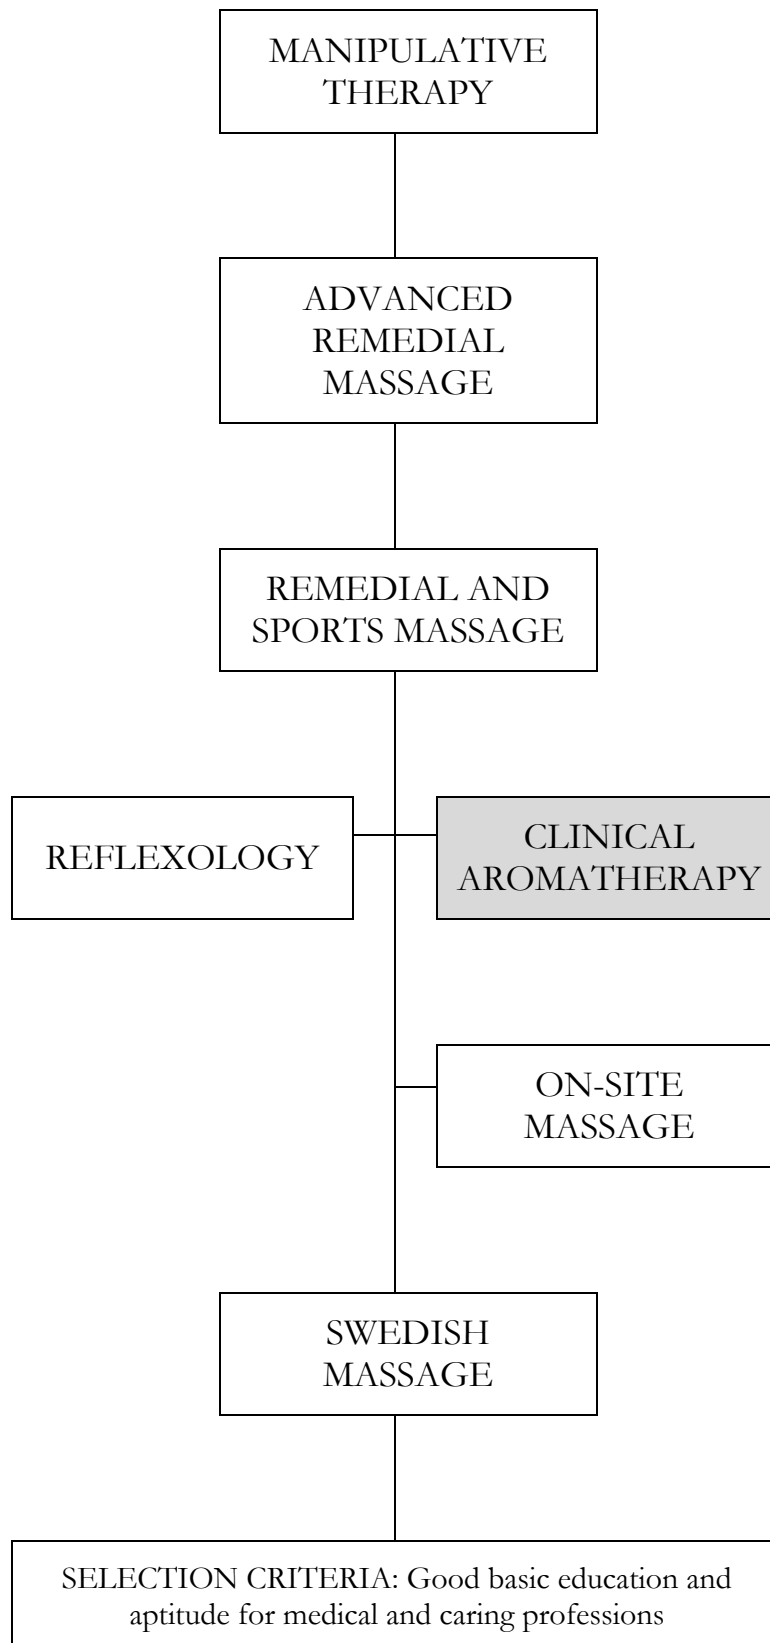 MANIPULATIVE
THERAPY
ADVANCED
REMEDIAL
MASSAGE
REMEDIAL AND
SPORTS MASSAGE
REFLEXOLOGY
CLINICAL
AROMATHERAPY
ON-SITE
MASSAGE
SWEDISH
MASSAGE
SELECTION CRITERIA: Good basic education and
aptitude for medical and caring professions